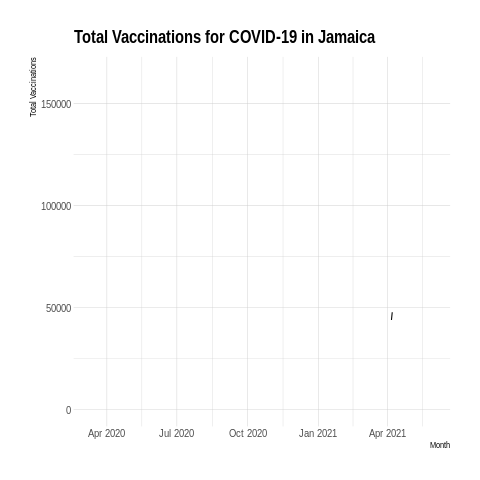 Total Vaccinations for COVID-19 in Jamaica
Total Vaccinations
150000
100000
50000
0
Apr 2020 Jul 2020 Oct 2020 Jan 2021 Apr 2021
Month